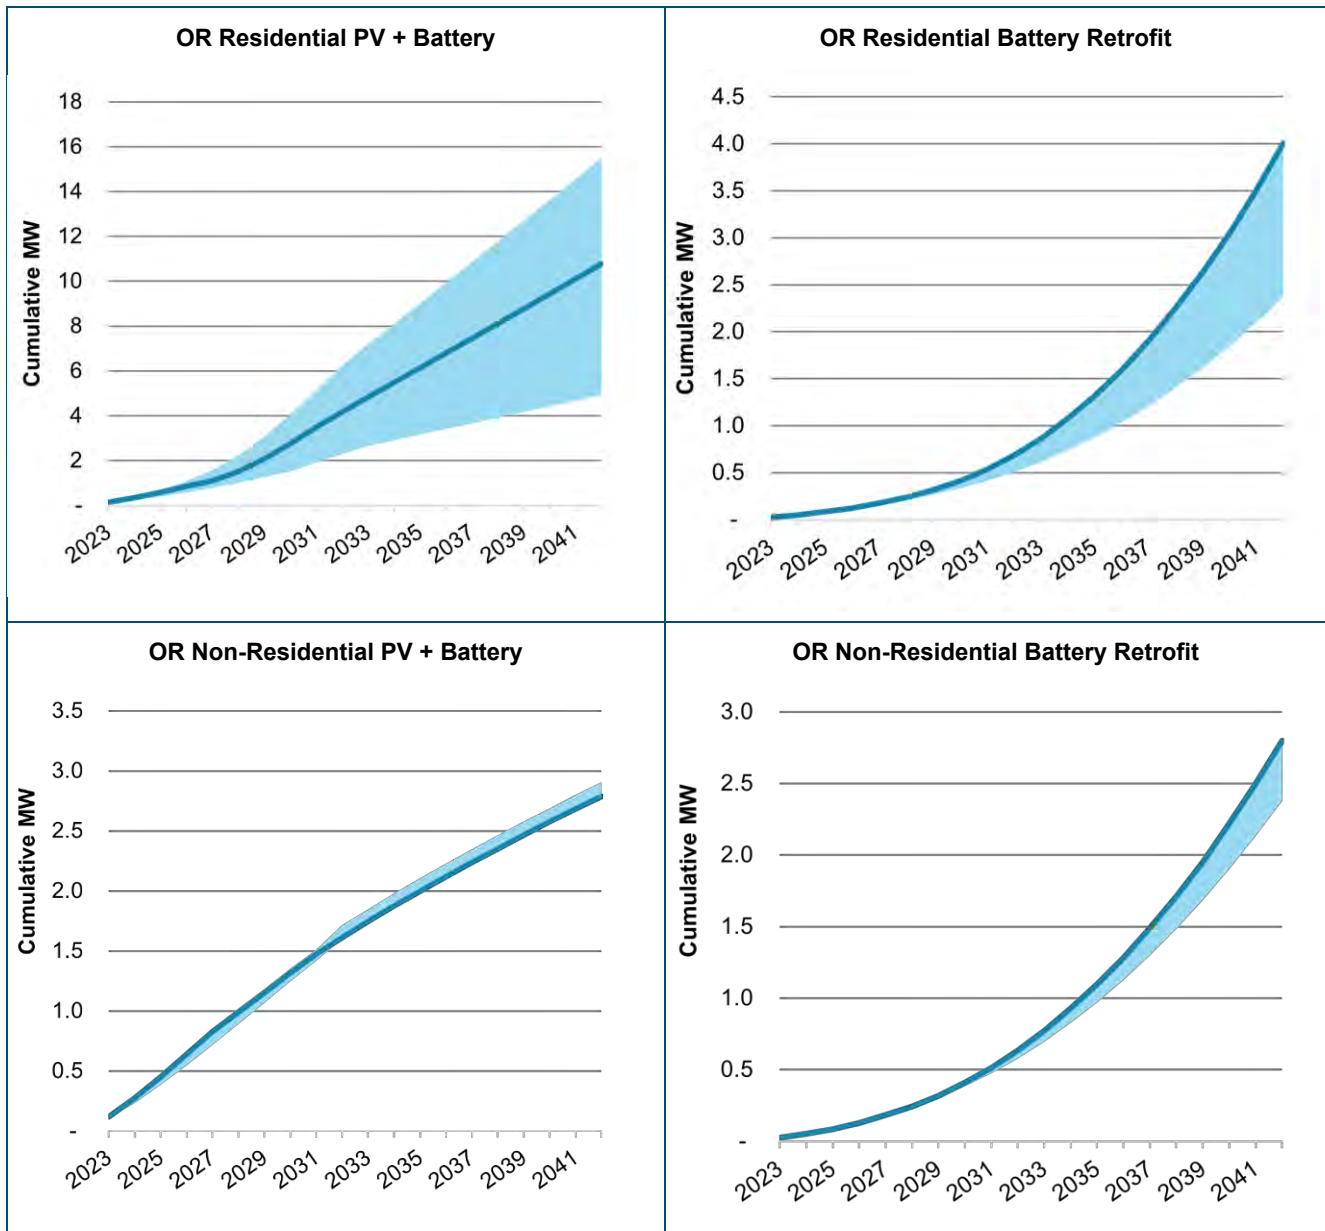 OR Residential PV + Battery
Cumulative MW
18
16
14
12
10
8
6
4
2
-
2023 2025 2027 2029 2031 2033 2035 2037 2039 2041
OR Residential Battery Retrofit
Cumulative MW
4.5
4.0
3.5
3.0
2.5
2.0
1.5
1.0
0.5
-
2023 2025 2027 2029 2031 2033 2035 2037 2039 2041
OR Non-Residential PV + Battery
Cumulative MW
3.5
3.0
2.5
2.0
1.5
1.0
0.5
-
2023 2025 2027 2029 2031 2033 2035 2037 2039 2041
OR Non-Residential Battery Retrofit
Cumulative MW
3.0
2.5
2.0
1.5
1.0
0.5
-
2023 2025 2027 2029 2031 2033 2035 2037 2039 2041